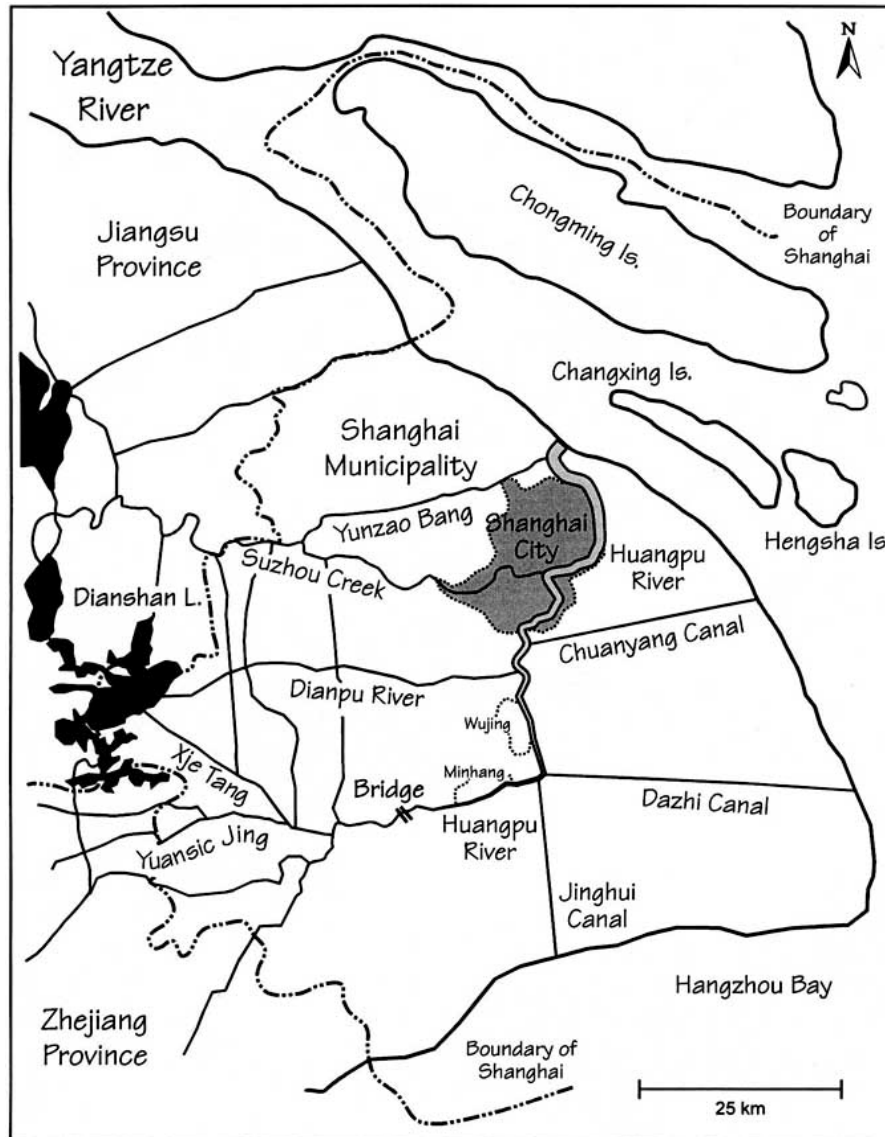 N
Yangtze
River
Chongming Is.
Boundary
of
Shanghai
Jiangsu
Province
Changxing Is.
Shanghai
Municipality
Yunzao Bang
Shanghai
City
Hengsha Is
Suzhou Creek
Huangpu
River
Dianshan L.
Chuanyang Canal
Dianpu River
Wujing
Xje Tang
Minhang
Bridge
Dazhi Canal
Huangpu
River
Yuansic Jing
Jinghui
Canal
Hangzhou Bay
Zhejiang
Province
Boundary of
Shanghai
25 km